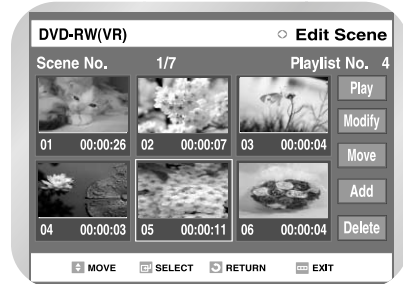 DVD-RW(VR) Edit Scene
Scene No. 1/7 Playlist No. 4
Play
Modify
01 00:00:26 02 00:00:07 03 00:00:04
Move
Add
04 00:00:03 05 00:00:11 06 00:00:04
Delete
MOVE SELECT RETURN EXIT